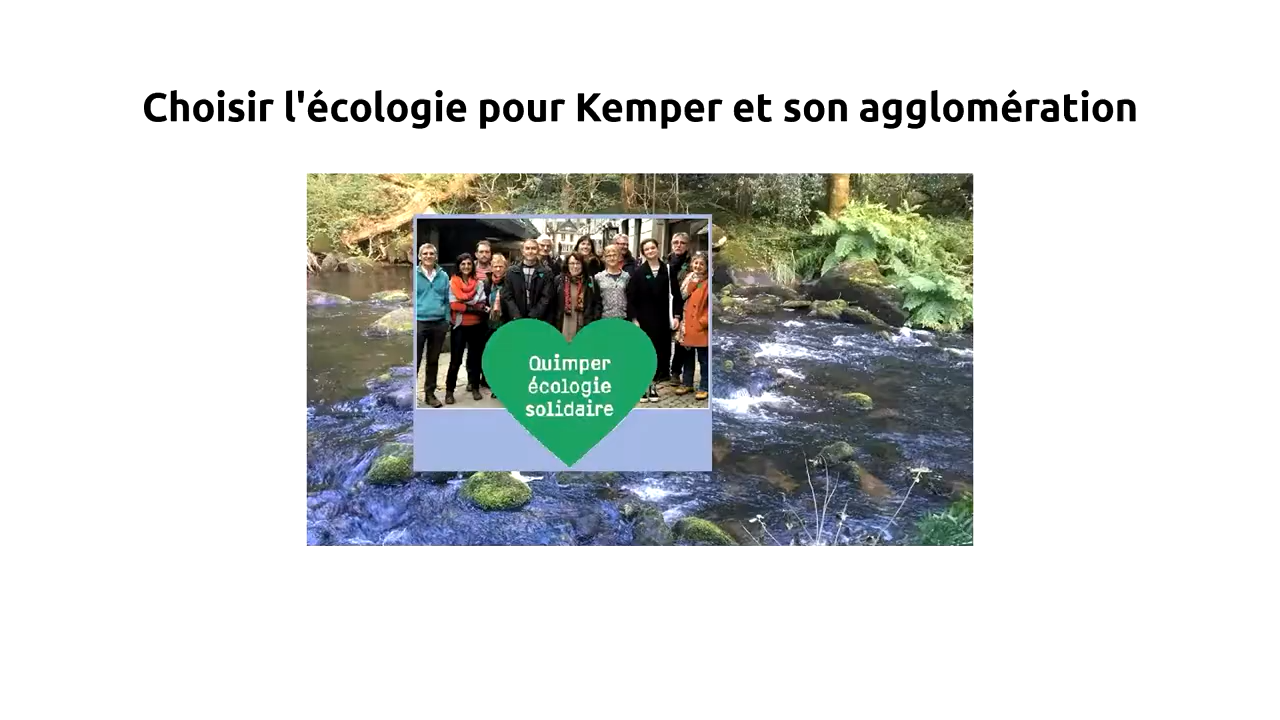 Choisir l'écologie pour Kemper et son agglomération
Quimper
écologie
solidaire